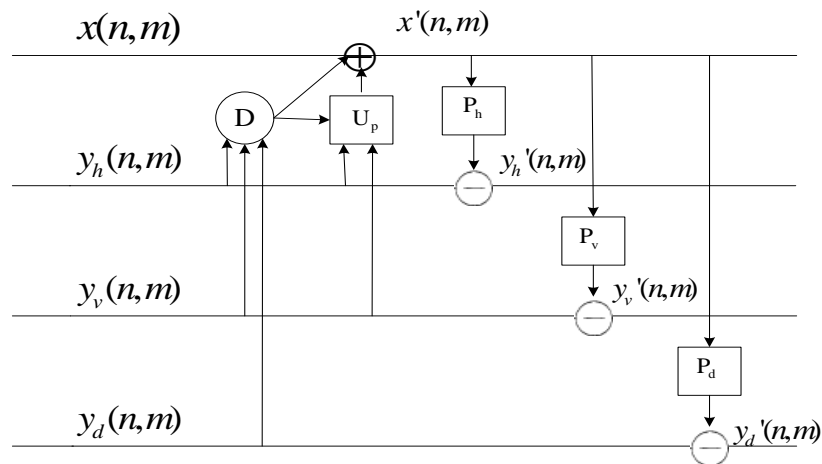 x(n,m) x'(n,m)
D U_p P_h
y_h(n,m) y_h'(n,m)
P_v
y_v(n,m) y_v'(n,m)
P_d
y_d(n,m) y_d'(n,m)